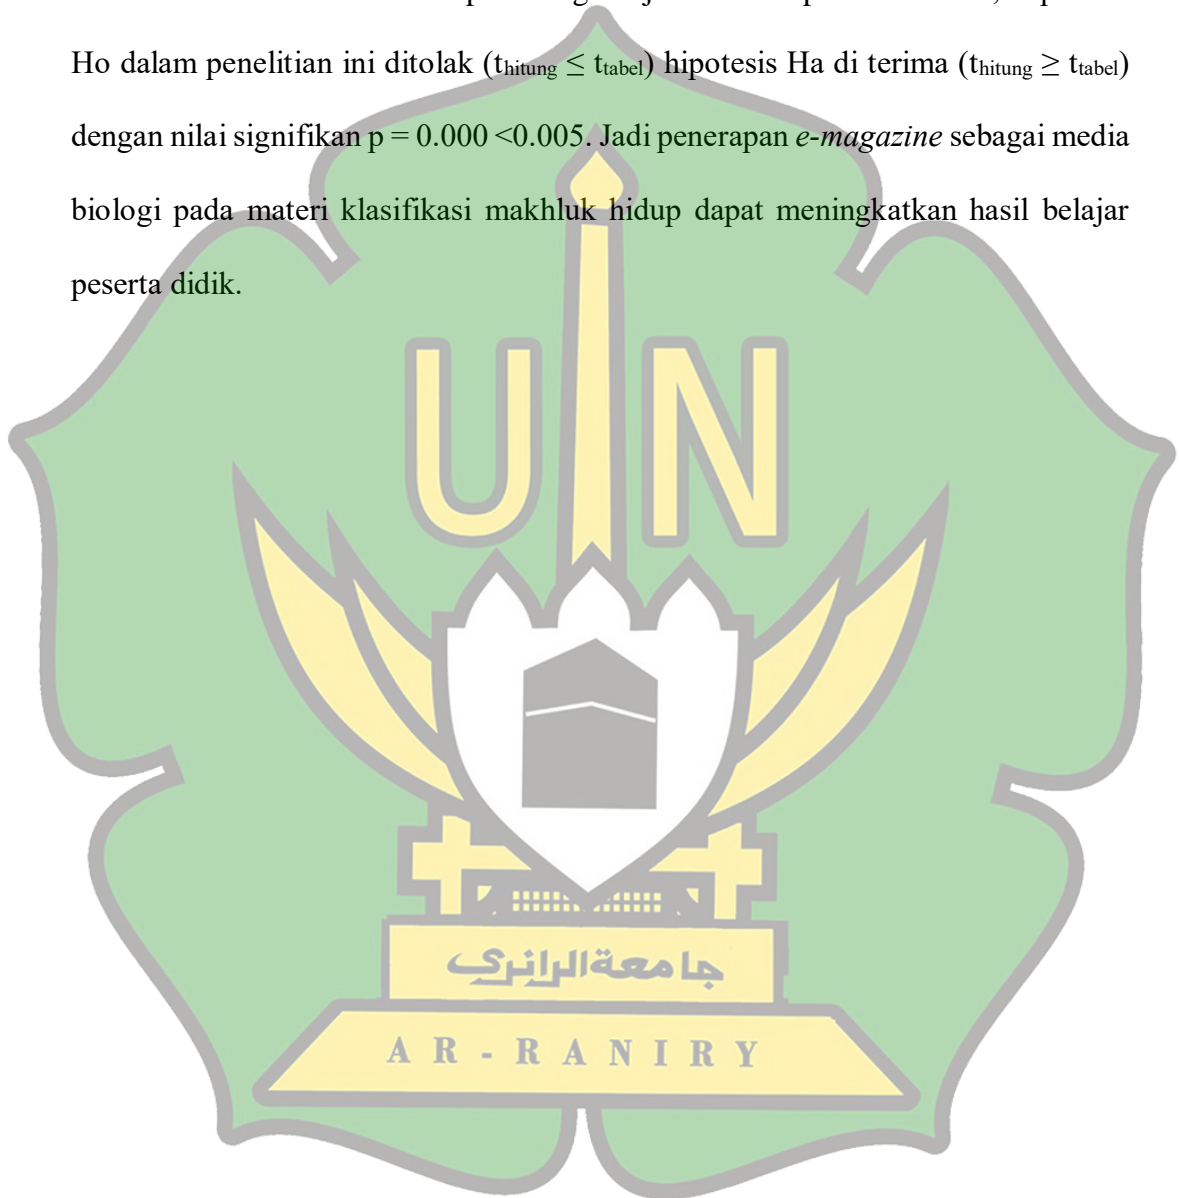 Ho dalam penelitian ini ditolak (thitung ≤ ttabel) hipotesis Ha di terima (thitung ≥ ttabel)
dengan nilai signifikan p = 0.000 <0.005. Jadi penerapan e-magazine sebagai media
biologi pada materi klasifikasi makhluk hidup dapat meningkatkan hasil belajar
peserta didik.
UIN
جامعة الرانري
AR-RANIRY